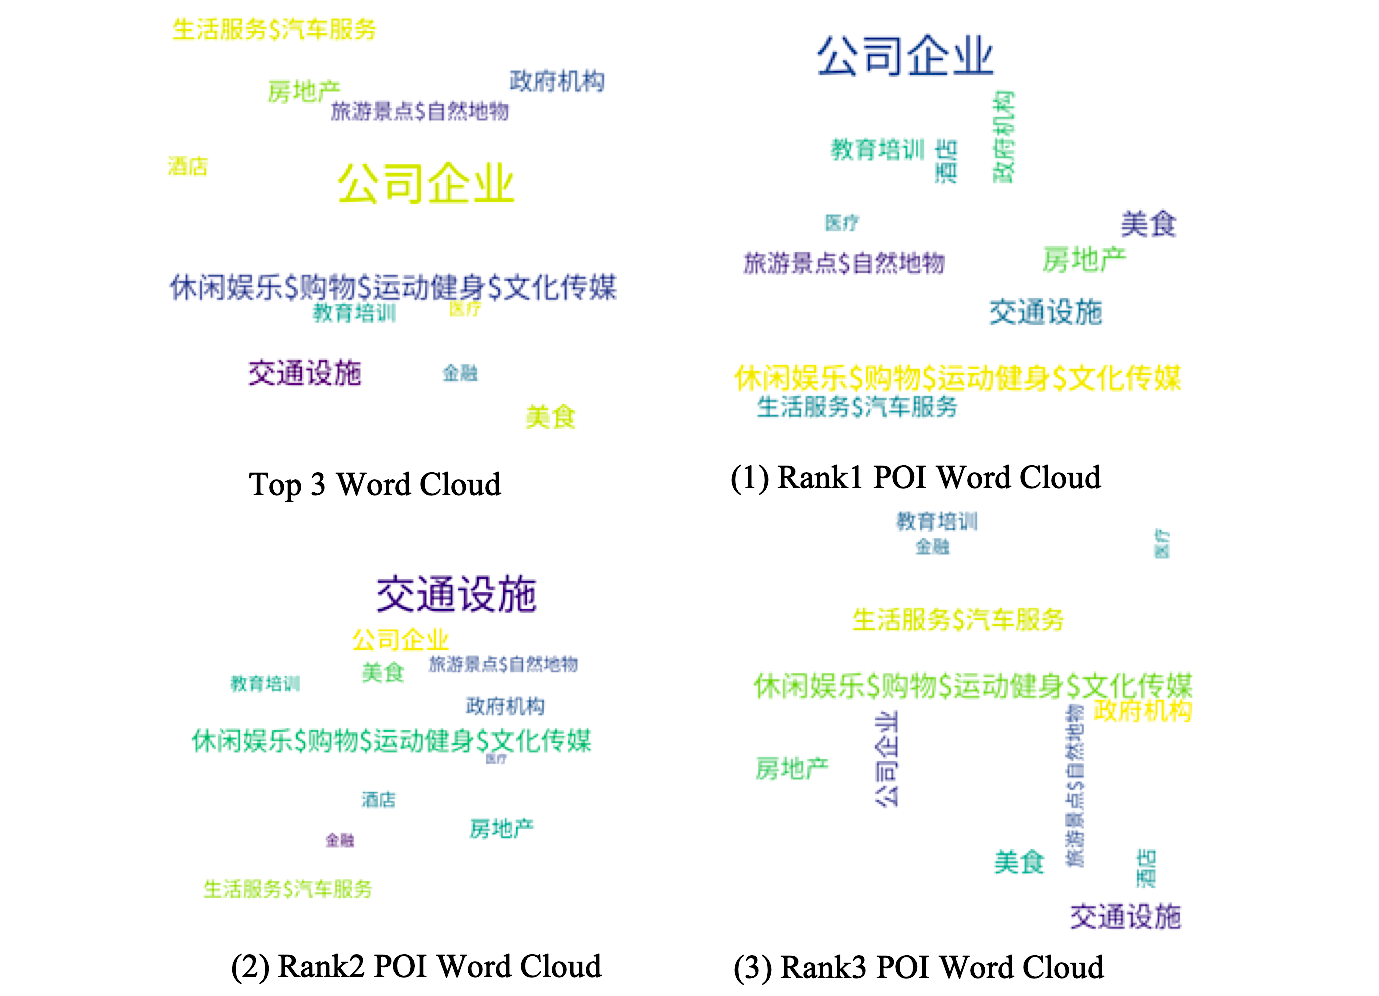 生活服务$汽车服务
房地产
政府机构
旅游景点$自然地物
酒店
公司企业
休闲娱乐$购物$运动健身$文化传媒
教育培训
医疗
交通设施
金融
美食
Top 3 Word Cloud
公司企业
政府机构
教育培训
酒店
医疗
美食
旅游景点$自然地物
房地产
交通设施
休闲娱乐$购物$运动健身$文化传媒
生活服务$汽车服务
(1) Rank1 POI Word Cloud
交通设施
公司企业
美食
旅游景点$自然地物
教育培训
政府机构
休闲娱乐$购物$运动健身$文化传媒
医疗
酒店
房地产
金融
生活服务$汽车服务
(2) Rank2 POI Word Cloud
教育培训
金融
医疗
生活服务$汽车服务
休闲娱乐$购物$运动健身$文化传媒
政府机构
公司企业
旅游景点$自然地物
房地产
美食
酒店
交通设施
(3) Rank3 POI Word Cloud